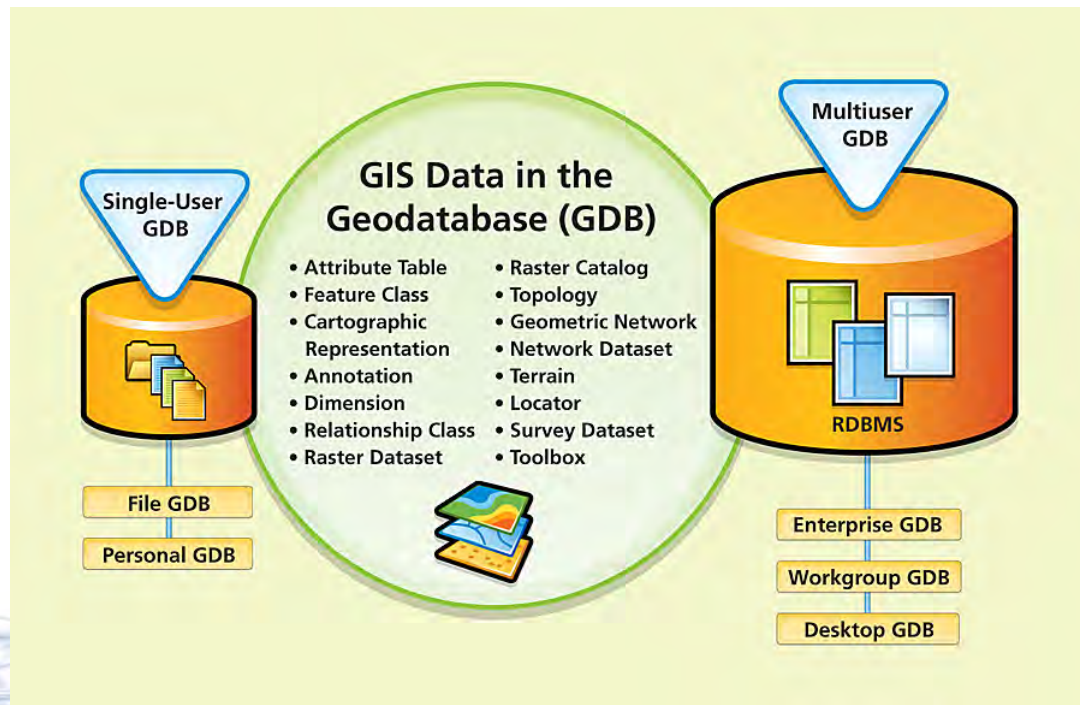 Single-User
GDB
File GDB
Personal GDB
GIS Data in the
Geodatabase (GDB)
• Attribute Table
• Feature Class
• Cartographic
Representation
• Annotation
• Dimension
• Relationship Class
• Raster Dataset
• Raster Catalog
• Topology
• Geometric Network
• Network Dataset
• Terrain
• Locator
• Survey Dataset
• Toolbox
Multiuser
GDB
RDBMS
Enterprise GDB
Workgroup GDB
Desktop GDB